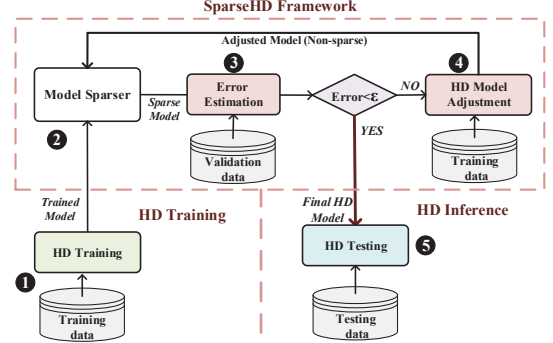 SparseHD Framework
Adjusted Model (Non-sparse)
3
4
Model Sparser
Sparse
Model
Error
Estimation
Error<ε
NO
HD Model
Adjustment
2
YES
Validation
data
Training
data
Trained
Model
HD Training
Final HD
Model
HD Inference
HD Training
HD Testing
5
1
Training
data
Testing
data